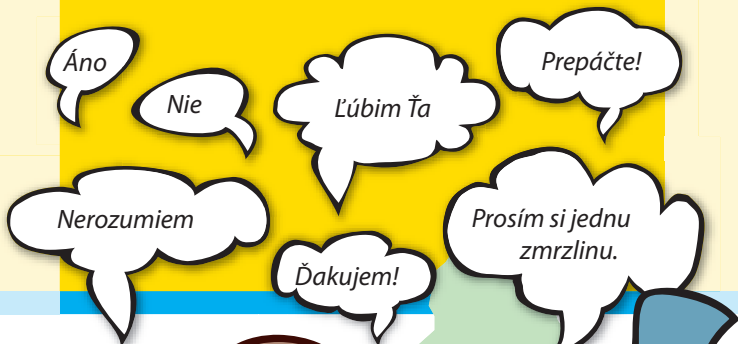 Áno
Nie
Ľúbim Ťa
Prepáčte!
Nerozumiem
Ďakujem!
Prosím si jednu
zmrzlinu.